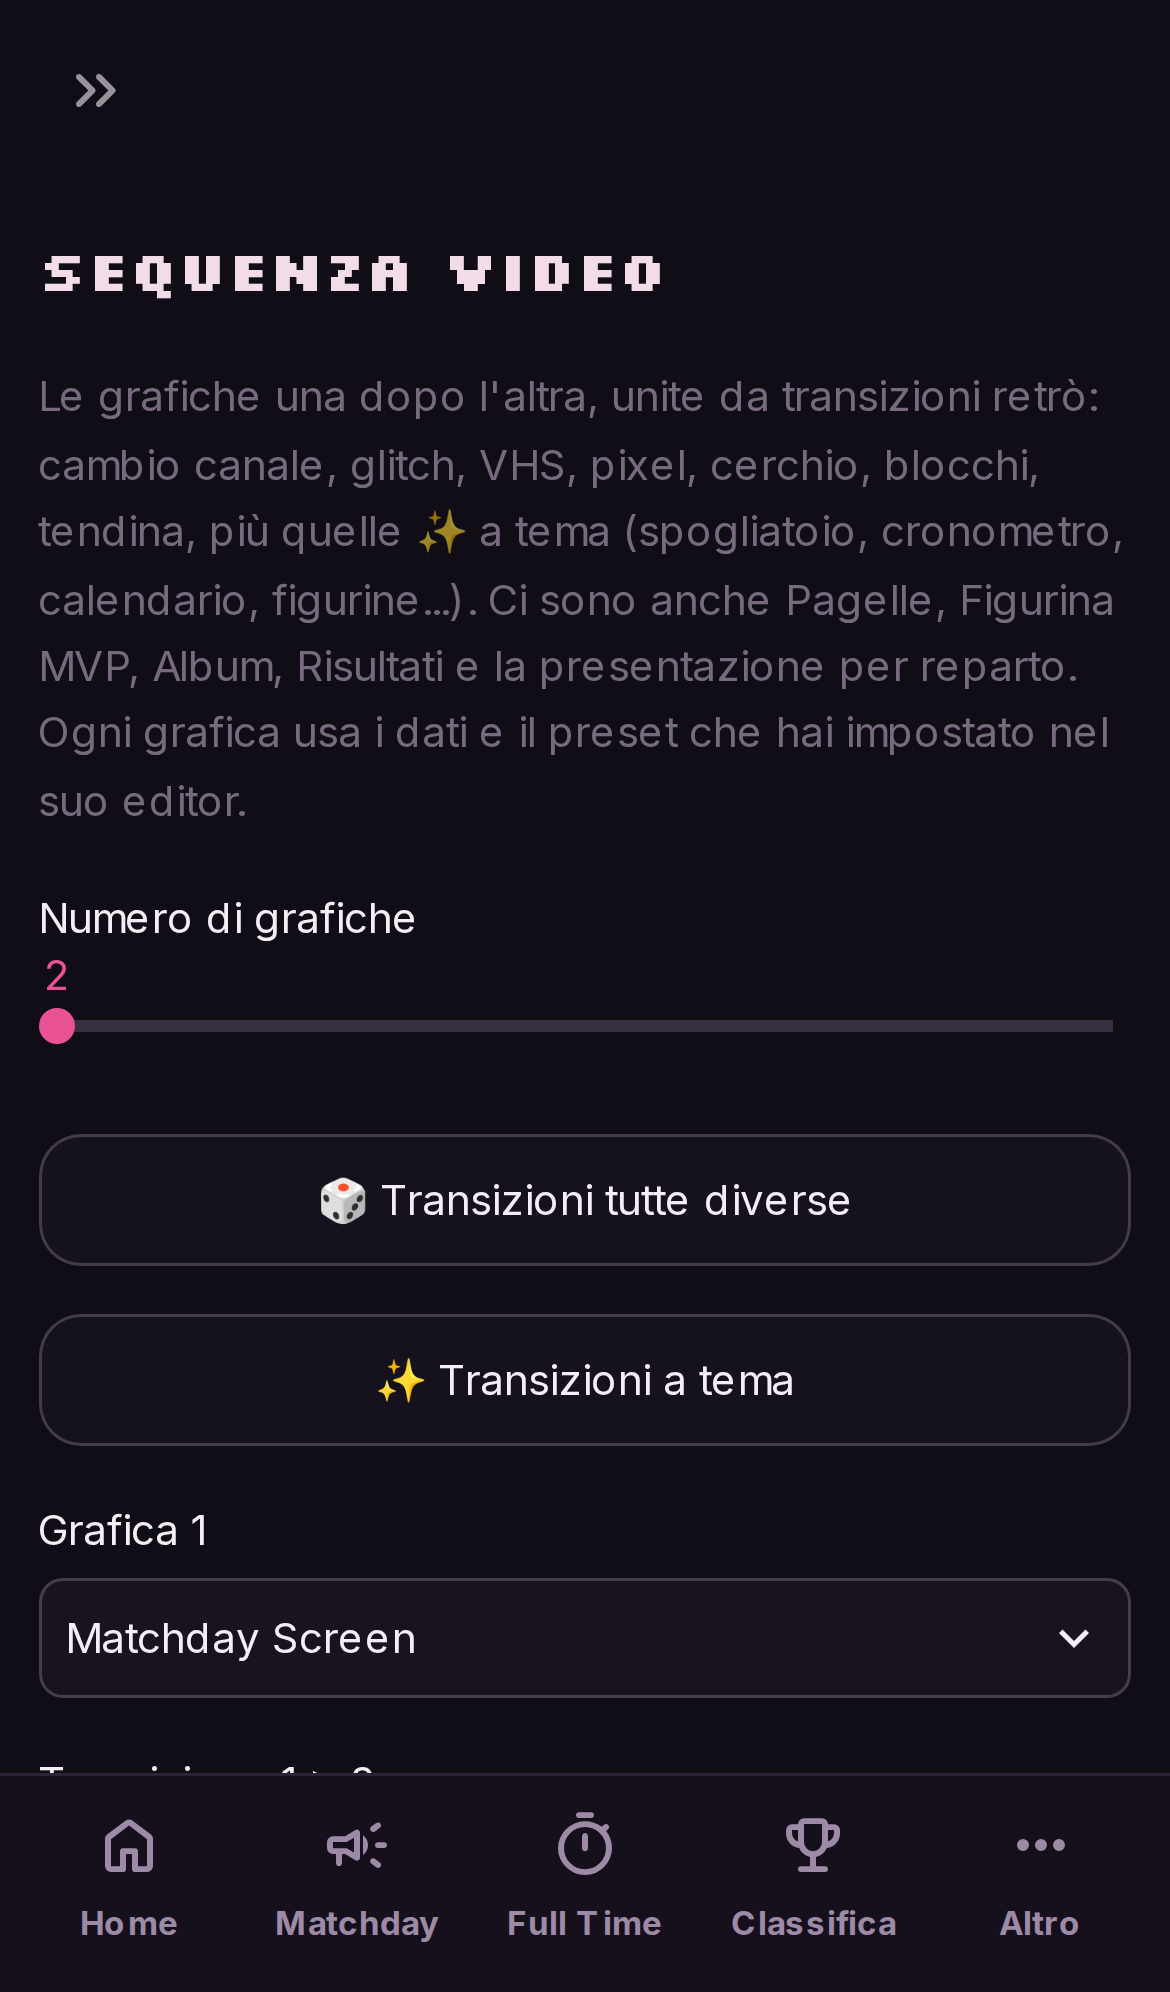 SEQUENZA VIDEO
Le grafiche una dopo l'altra, unite da transizioni retrò:
cambio canale, glitch, VHS, pixel, cerchio, blocchi,
tendina, più quelle ✨ a tema (spogliatoio, cronometro,
calendario, figurine…). Ci sono anche Pagelle, Figurina
MVP, Album, Risultati e la presentazione per reparto.
Ogni grafica usa i dati e il preset che hai impostato nel
suo editor.
Numero di grafiche
2
🎲 Transizioni tutte diverse
✨ Transizioni a tema
Grafica 1
Matchday Screen
Home
Matchday
Full Time
Classifica
Altro